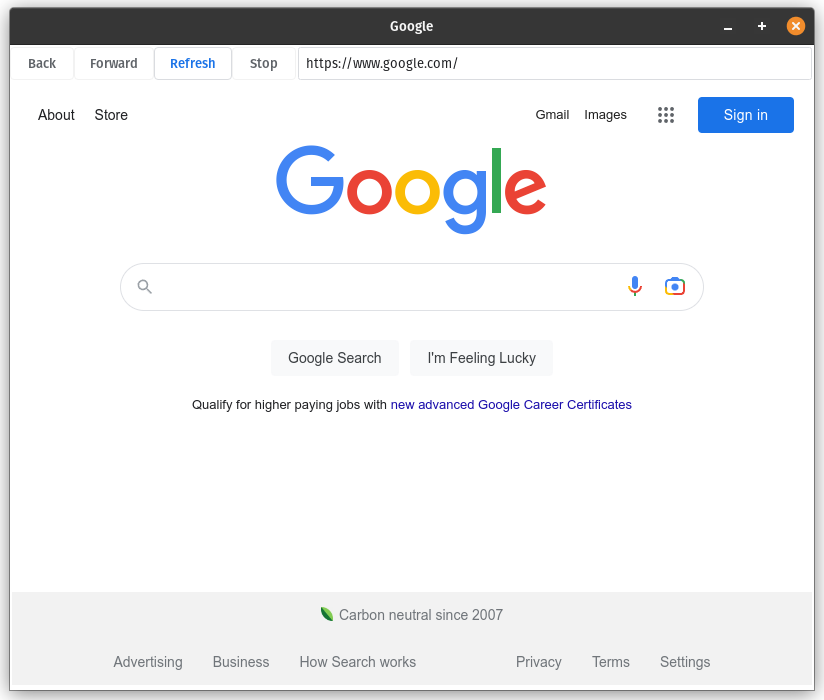 Google
Back Forward Refresh Stop https://www.google.com/
About Store Gmail Images Sign in
Google
Google Search I'm Feeling Lucky
Qualify for higher paying jobs with new advanced Google Career Certificates
Carbon neutral since 2007
Advertising Business How Search works Privacy Terms Settings